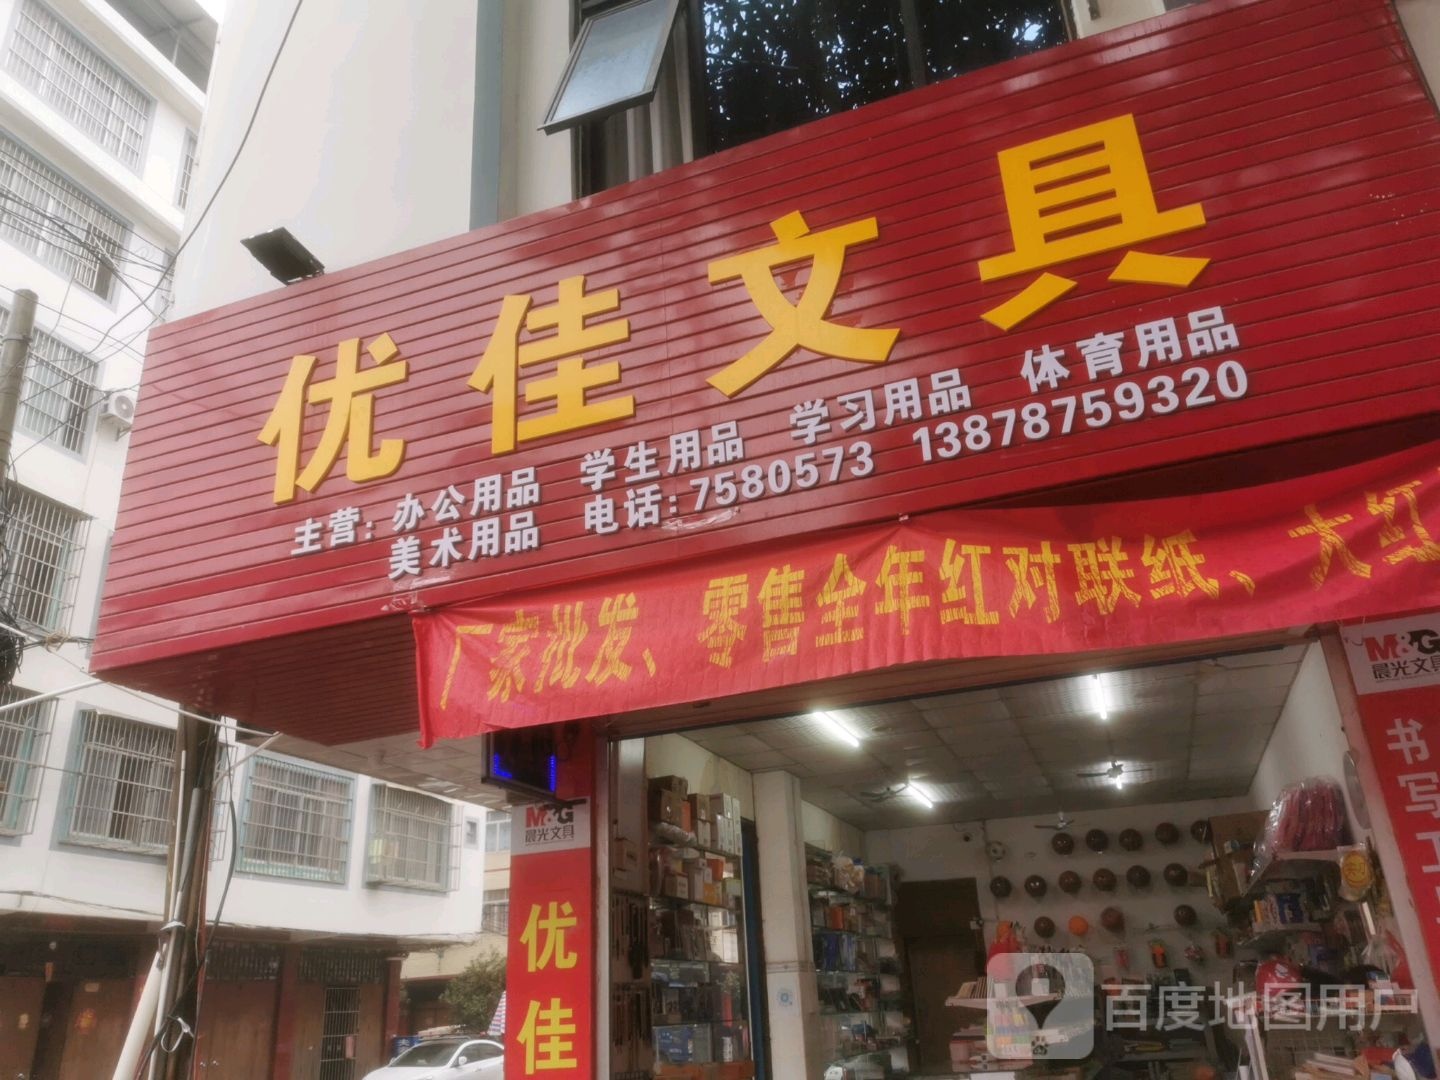 优佳文具
主营：办公用品 学生用品 学习用品 体育用品
美术用品 电话：7580573 13878759320
厂家批发、零售全年红对联纸、大红
M&G
晨光文具
优佳
M&G
晨光文具
书写工
百度地图用户